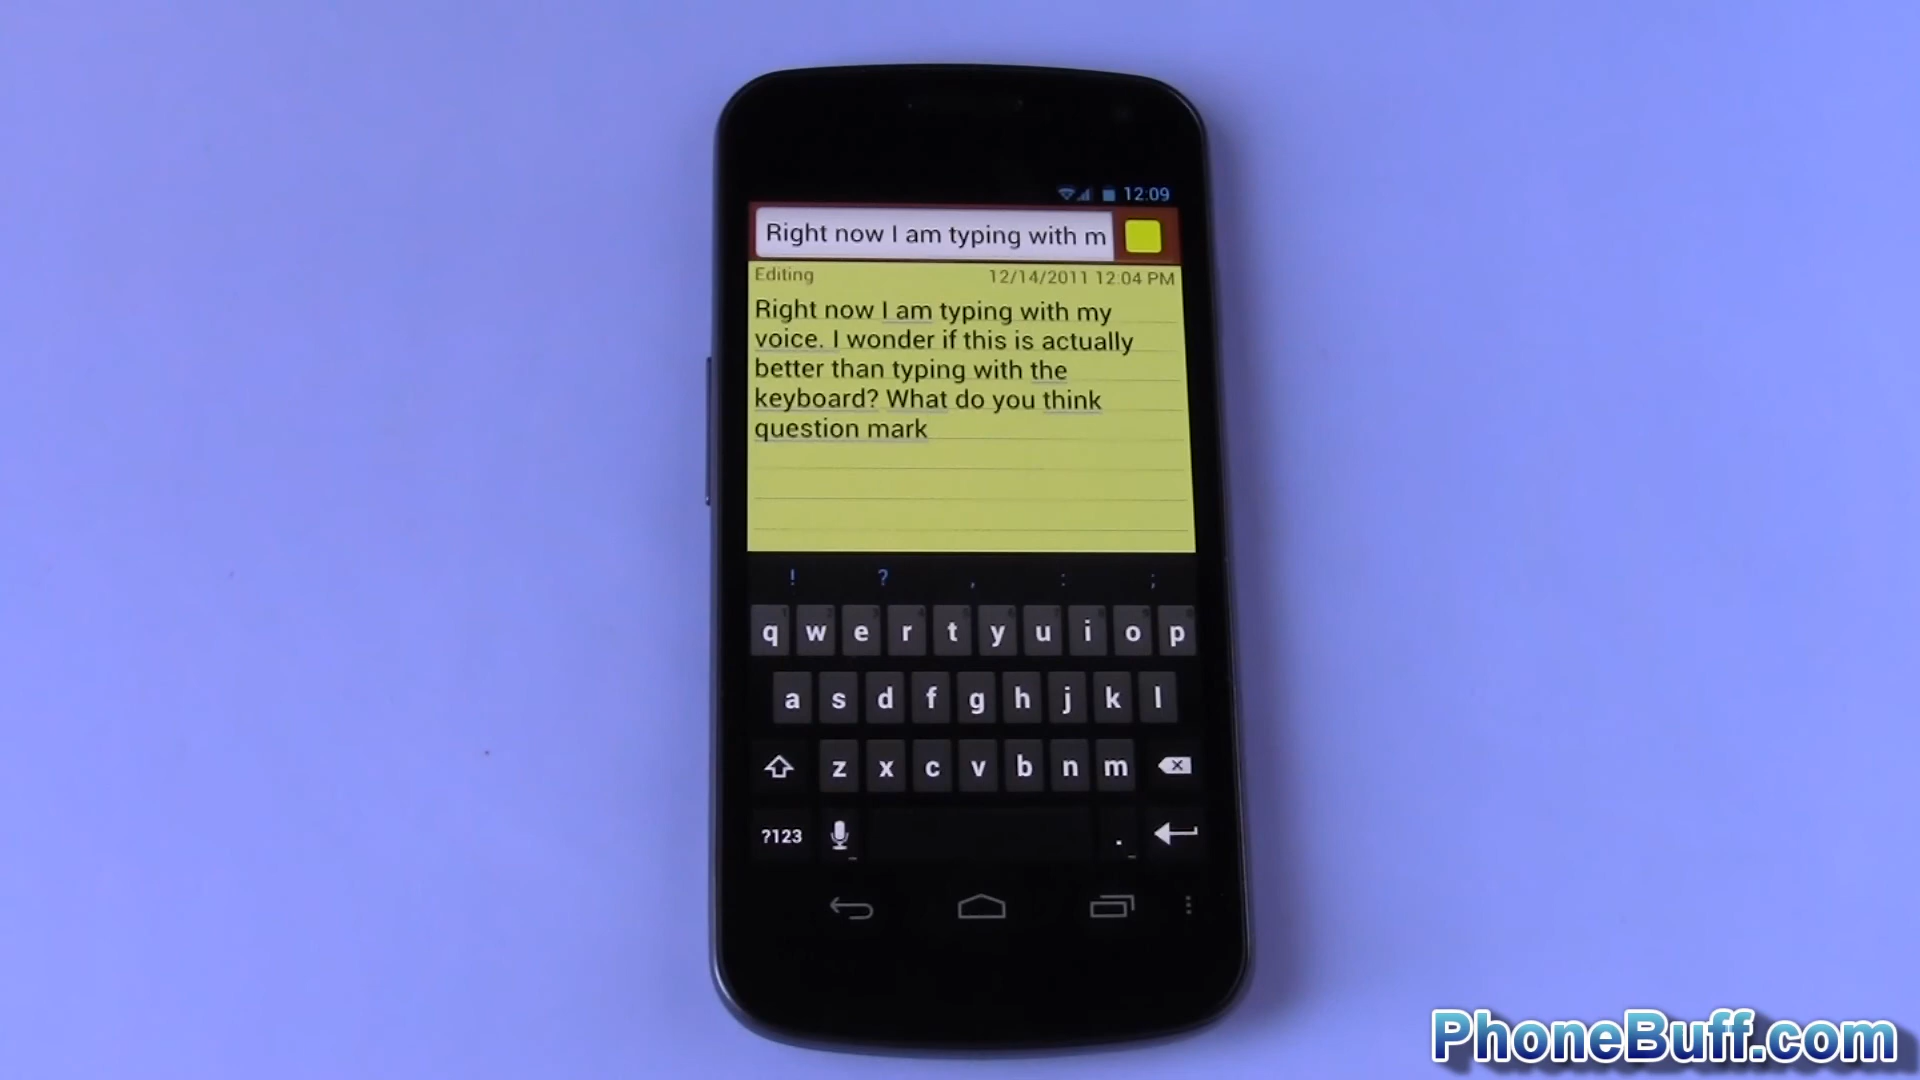 12:09
Right now I am typing with m
Editing 12/14/2011 12:04 PM
Right now I am typing with my
voice. I wonder if this is actually
better than typing with the
keyboard? What do you think
question mark
! ? , : ;
q w e r t y u i o p
a s d f g h j k l
z x c v b n m
?123 .
PhoneBuff.com